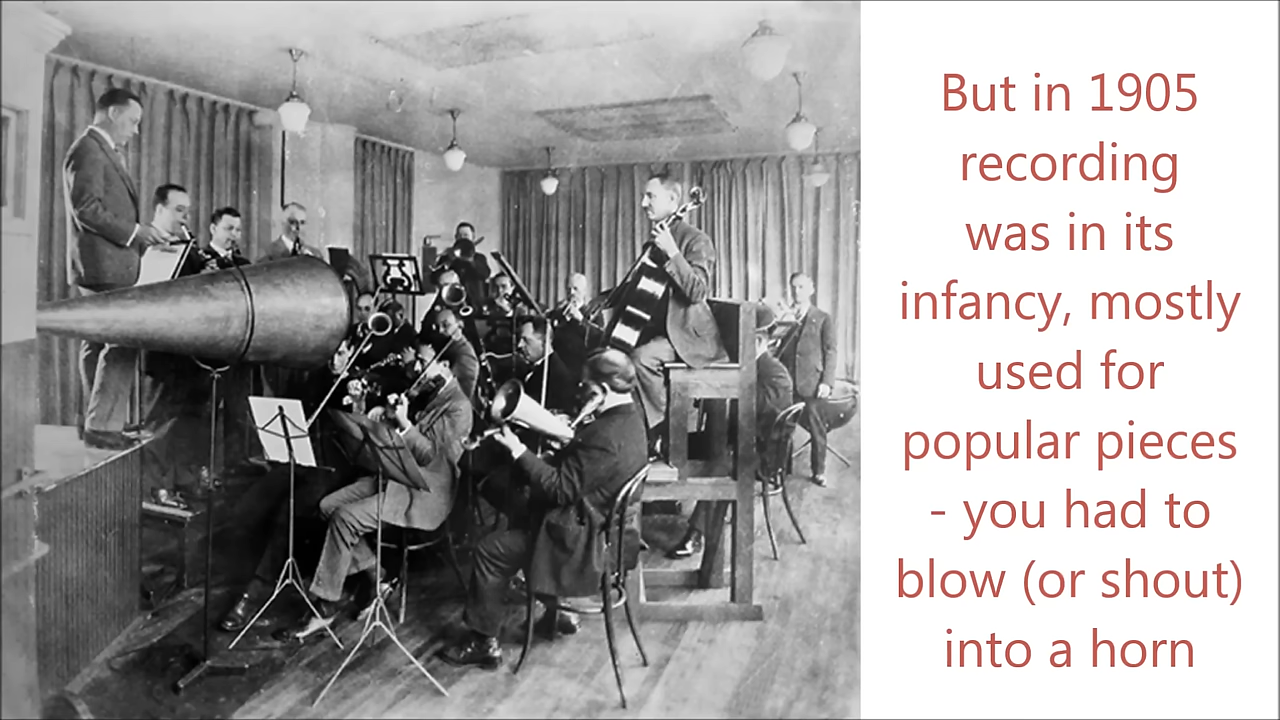 But in 1905
recording
was in its
infancy, mostly
used for
popular pieces
- you had to
blow (or shout)
into a horn